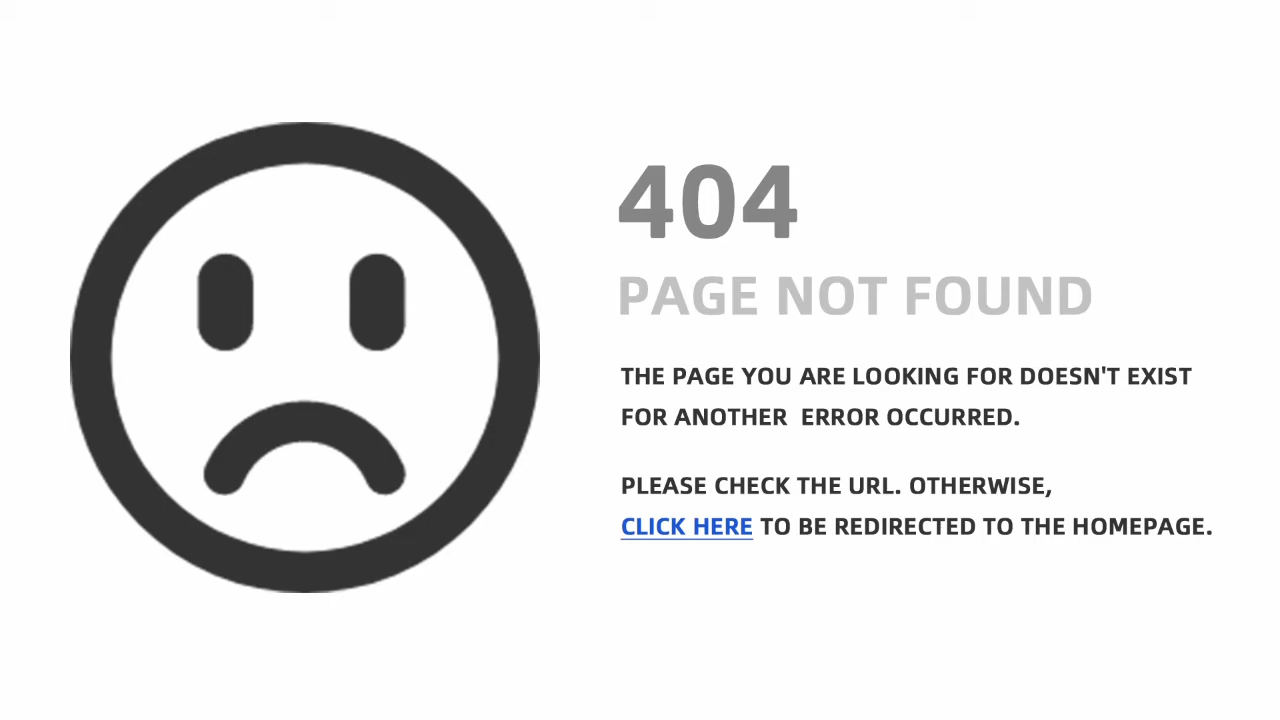 404
PAGE NOT FOUND
THE PAGE YOU ARE LOOKING FOR DOESN'T EXIST
FOR ANOTHER  ERROR OCCURRED.
PLEASE CHECK THE URL. OTHERWISE,
CLICK HERE TO BE REDIRECTED TO THE HOMEPAGE.